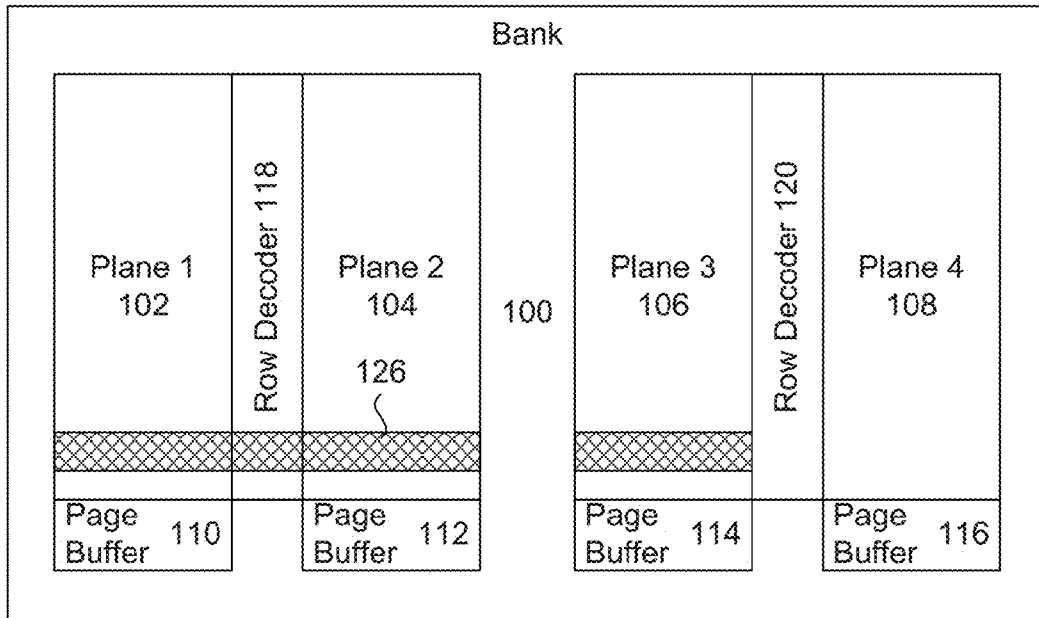 Bank
Plane 1
102
Row Decoder 118
Plane 2
104
126
100
Plane 3
106
Row Decoder 120
Plane 4
108
Page
Buffer 110
Page
Buffer 112
Page
Buffer 114
Page
Buffer 116